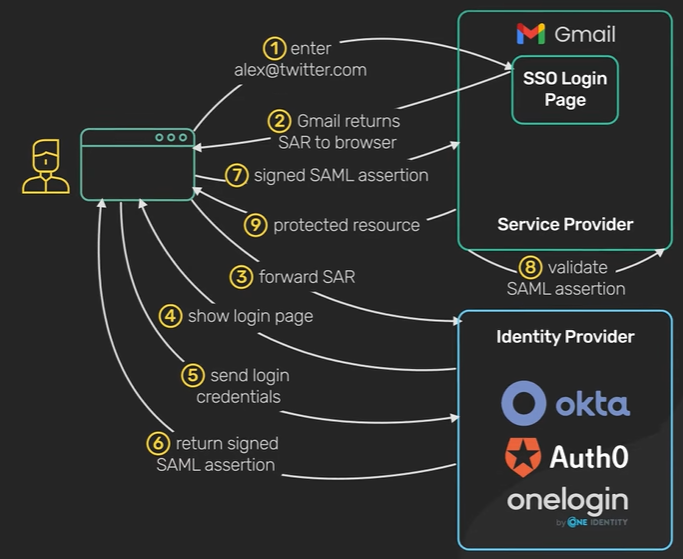 ① enter
alex@twitter.com
Gmail
SSO Login
Page
② Gmail returns
SAR to browser
⑦ signed SAML assertion
⑨ protected resource
Service Provider
③ forward SAR
⑧ validate
SAML assertion
④ show login page
Identity Provider
⑤ send login
credentials
okta
⑥ return signed
SAML assertion
Auth0
onelogin
by ONE IDENTITY